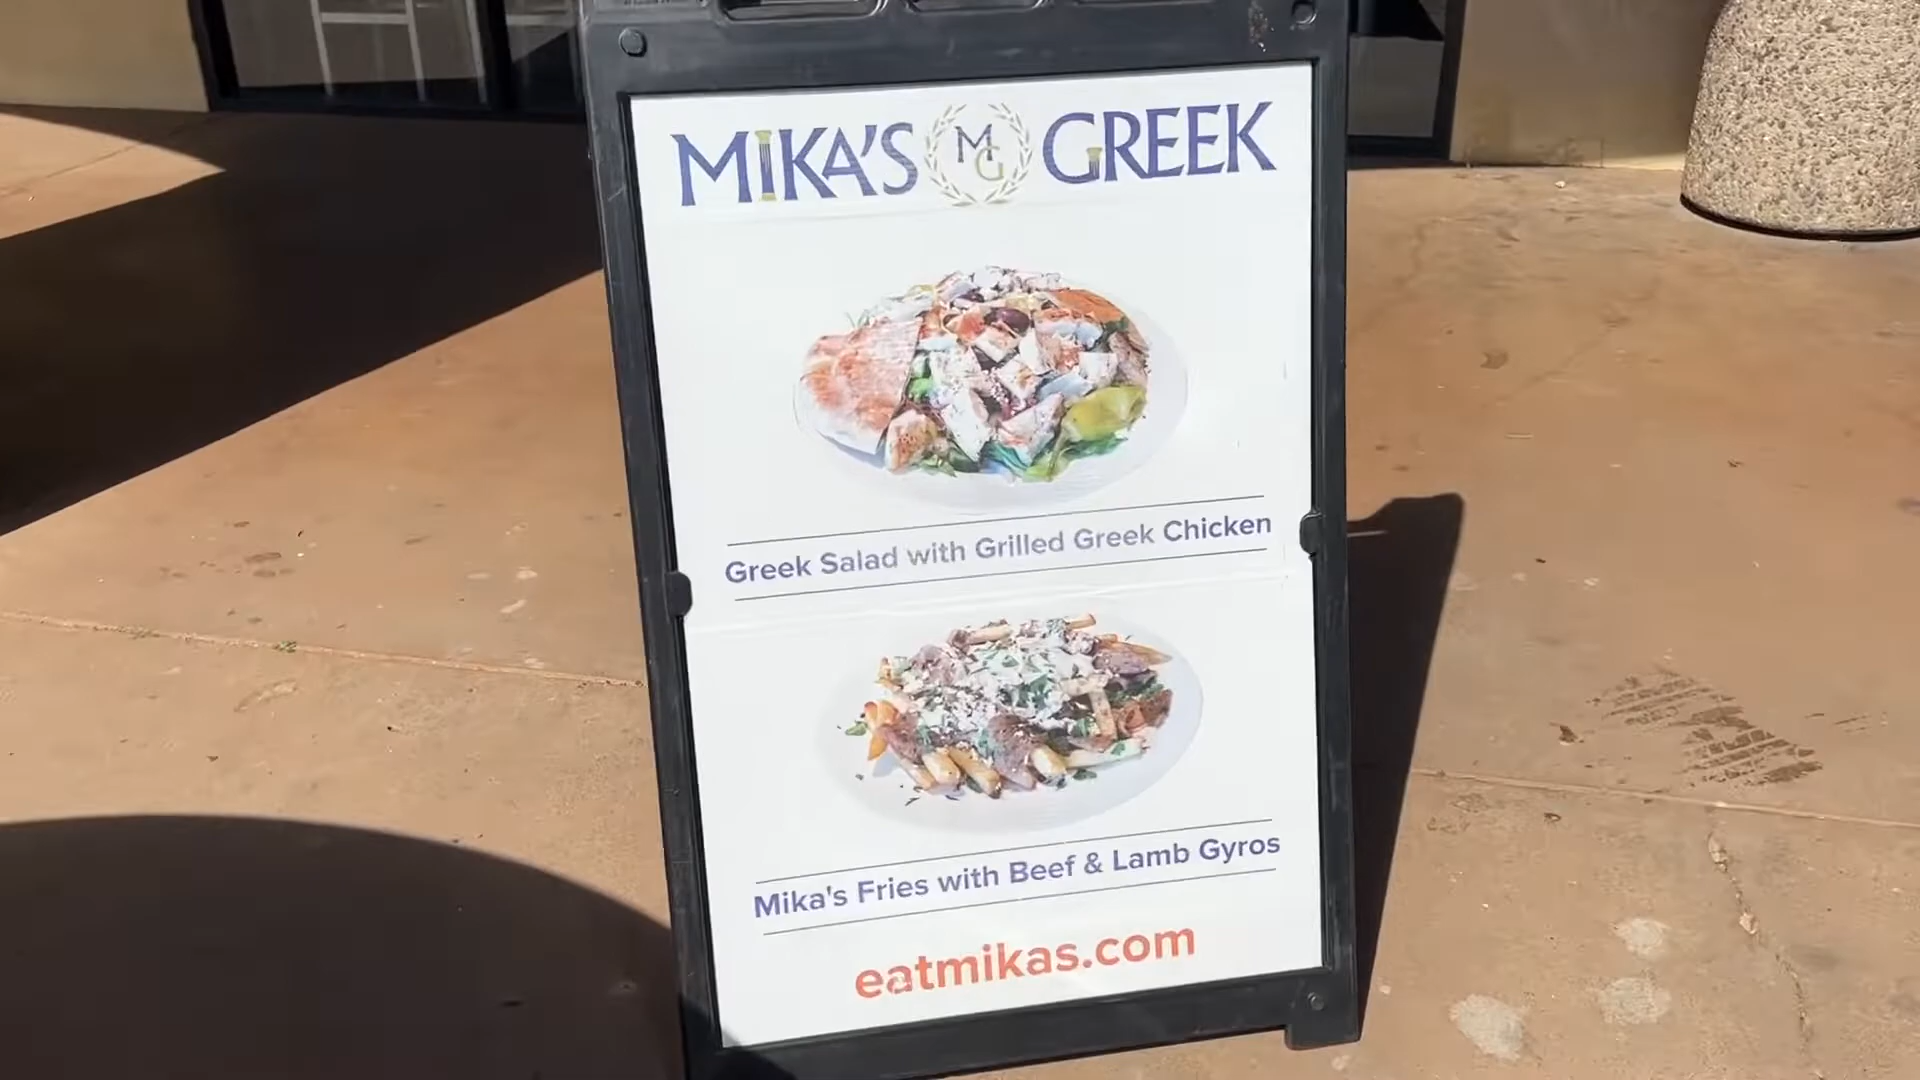 MIKA'S MG GREEK
Greek Salad with Grilled Greek Chicken
Mika's Fries with Beef & Lamb Gyros
eatmikas.com